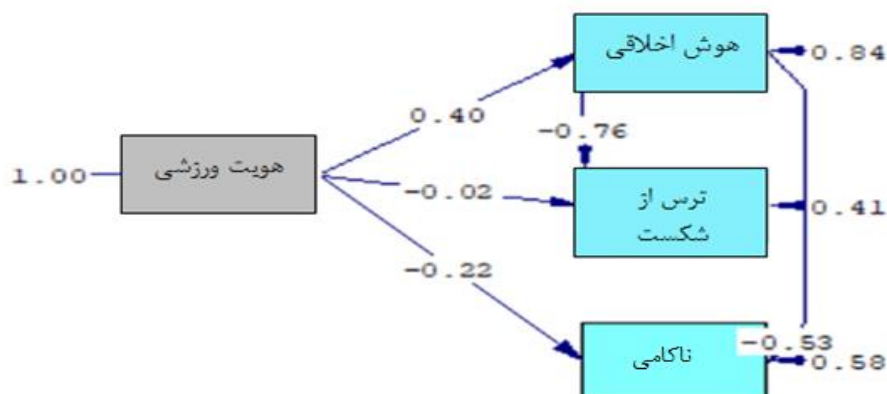 هوش اخلاقی
0.84
0.40
-0.76
1.00
هویت ورزشی
-0.02
ترس از
شکست
0.41
-0.22
ناکامی
-0.53
0.58